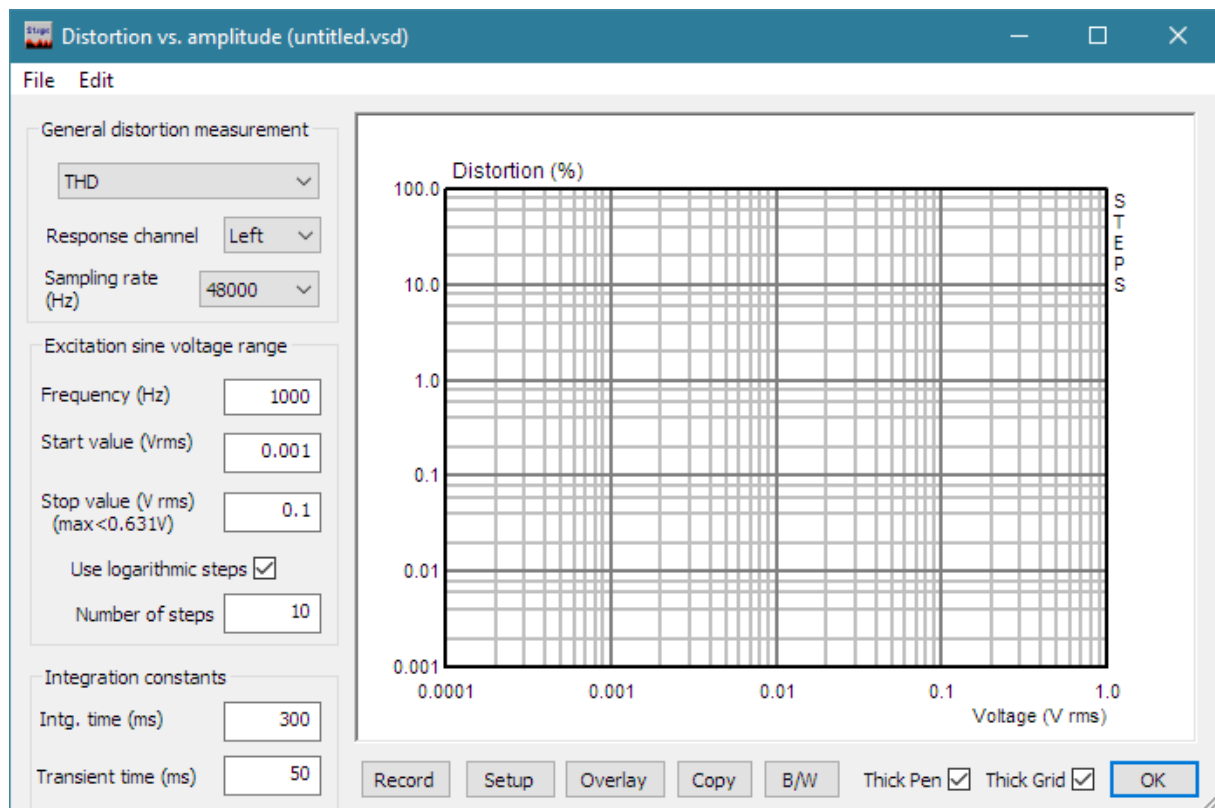 Steps
Distortion vs. amplitude (untitled.vsd)
File Edit
General distortion measurement
THD
Response channel Left
Sampling rate
(Hz)
48000
Excitation sine voltage range
Frequency (Hz) 1000
Start value (Vrms) 0.001
Stop value (V rms)
(max<0.631V)
0.1
Use logarithmic steps
Number of steps 10
Integration constants
Intg. time (ms) 300
Transient time (ms) 50
Distortion (%)
100.0
10.0
1.0
0.1
0.01
0.001
0.0001 0.001 0.01 0.1 1.0
Voltage (V rms)
S
T
E
P
S
Record Setup Overlay Copy B/W Thick Pen Thick Grid OK